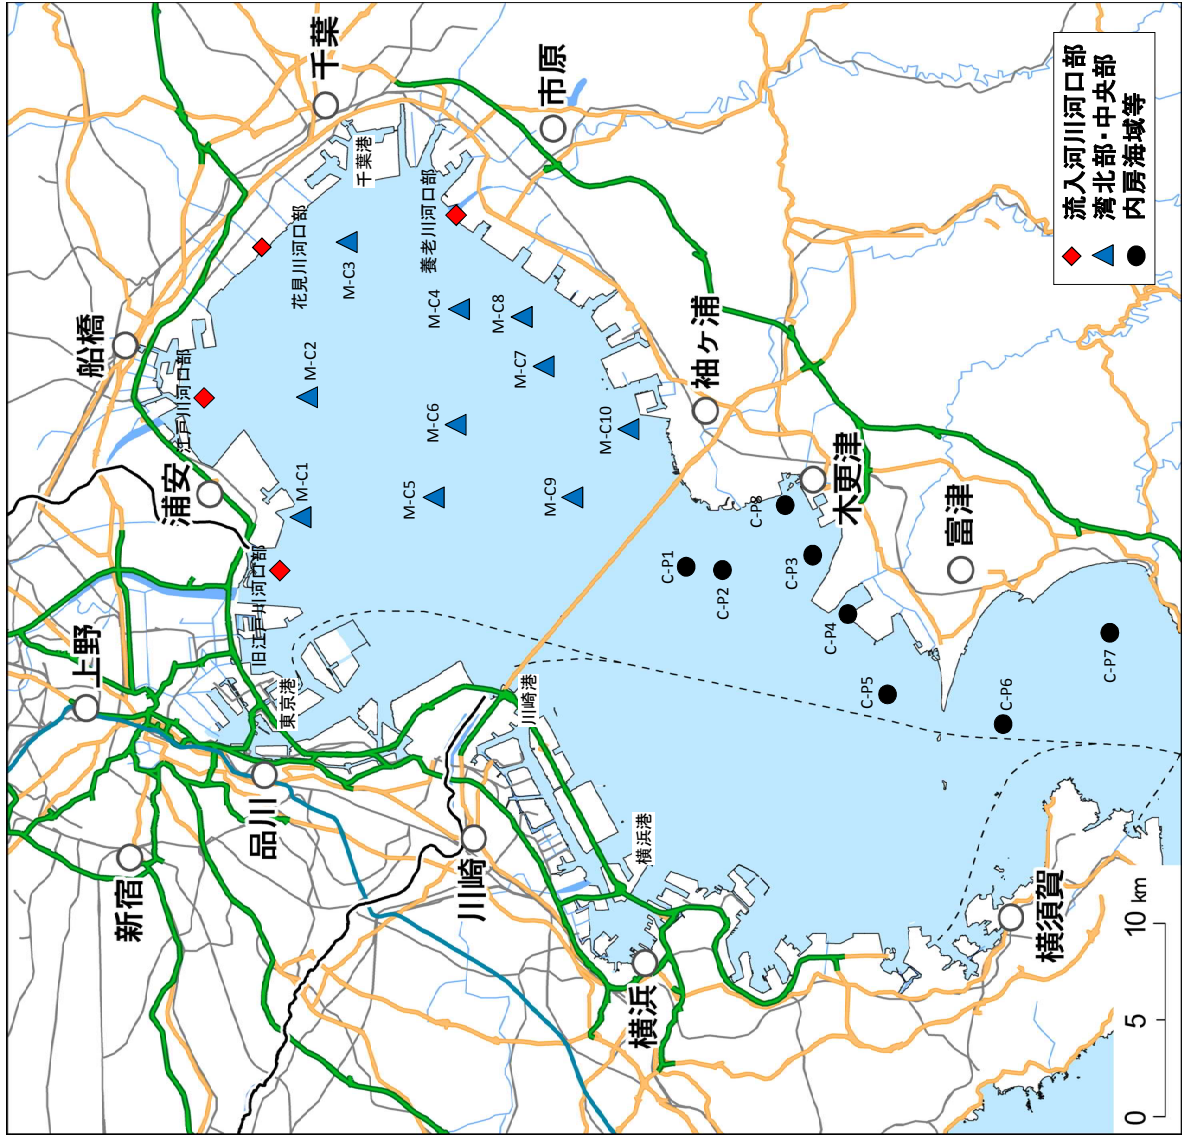 千葉
市原
流入河川河口部
湾北部・中央部
内房海域等
千葉港
養老川河口部
花見川河口部
M-C3
M-C4
M-C8
船橋
江戸川河口部
M-C2
M-C7
袖ヶ浦
M-C6
M-C10
浦安
M-C1
M-C5
M-C9
木更津
富津
C-P8
旧江戸川河口部
C-P1
C-P2
C-P3
C-P4
上野
東京港
川崎港
C-P5
C-P6
C-P7
品川
新宿
川崎
横浜港
横浜
横須賀
0
5
10 km